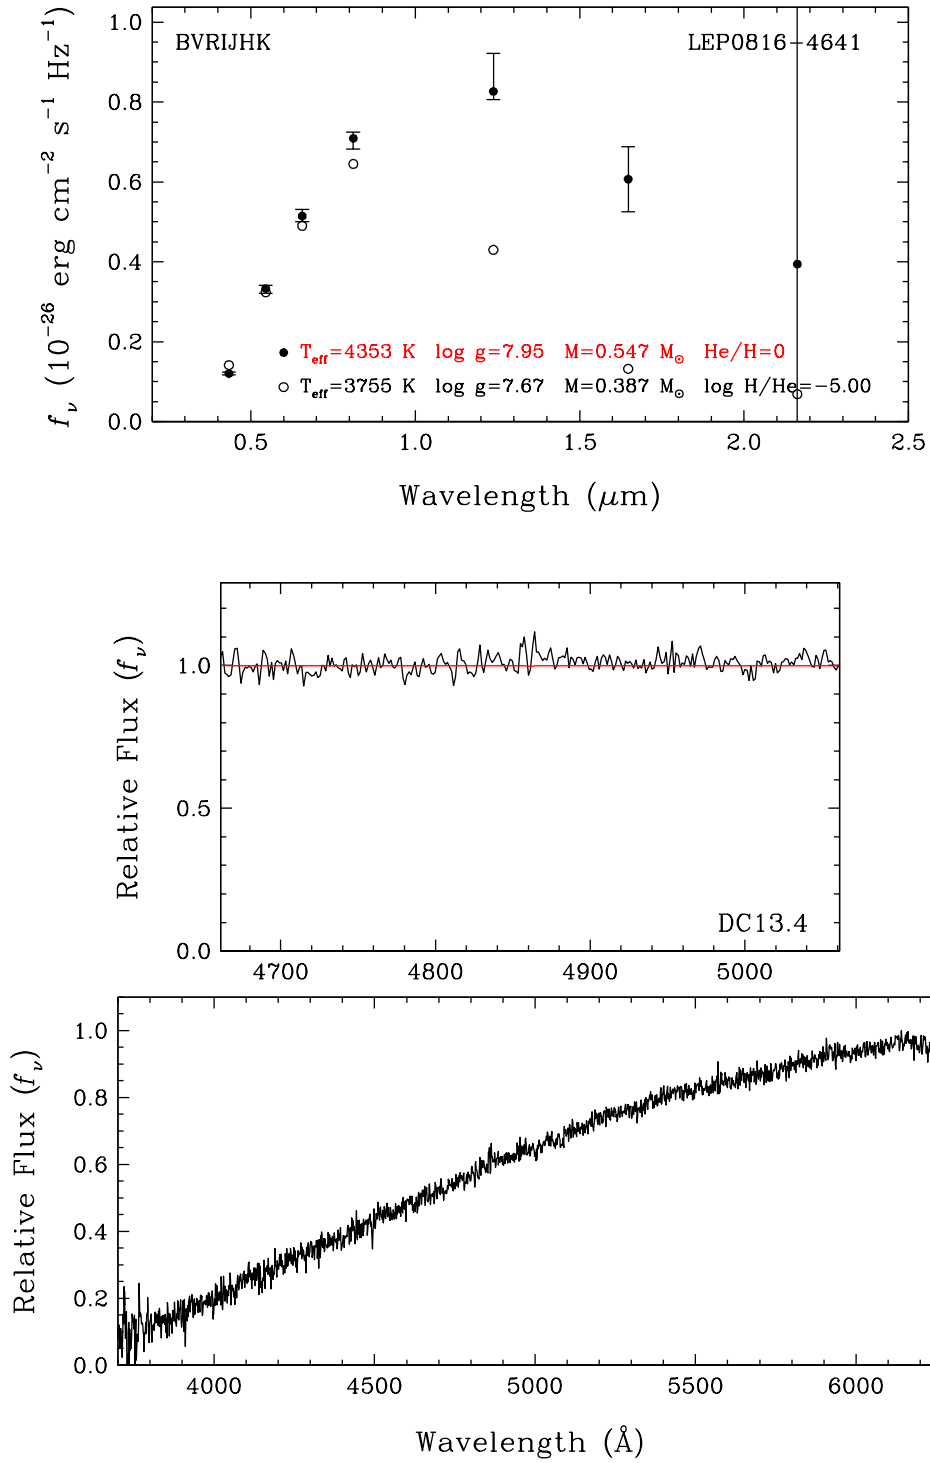 BVRIJHK LEP0816−4641
1.0
0.8
0.6
0.4
0.2
0.0
f_ν (10^−26 erg cm^−2 s^−1 Hz^−1)
T_eff=4353 K log g=7.95 M=0.547 M_⊙ He/H=0
T_eff=3755 K log g=7.67 M=0.387 M_⊙ log H/He=−5.00
0.5 1.0 1.5 2.0 2.5
Wavelength (μm)
1.0
0.5
0.0
Relative Flux (f_ν)
DC13.4
4700 4800 4900 5000
1.0
0.8
0.6
0.4
0.2
0.0
Relative Flux (f_ν)
4000 4500 5000 5500 6000
Wavelength (Å)